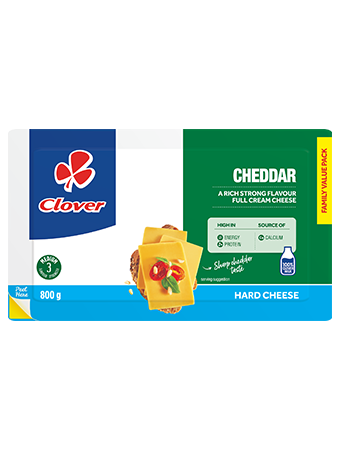 Clover
CHEDDAR
A RICH STRONG FLAVOUR
FULL CREAM CHEESE
HIGH IN
SOURCE OF
ENERGY
PROTEIN
CALCIUM
Sharp cheddar
taste
100%
serving suggestion
FAMILY VALUE PACK
MEDIUM
3
Peel
Here
800 g
HARD CHEESE